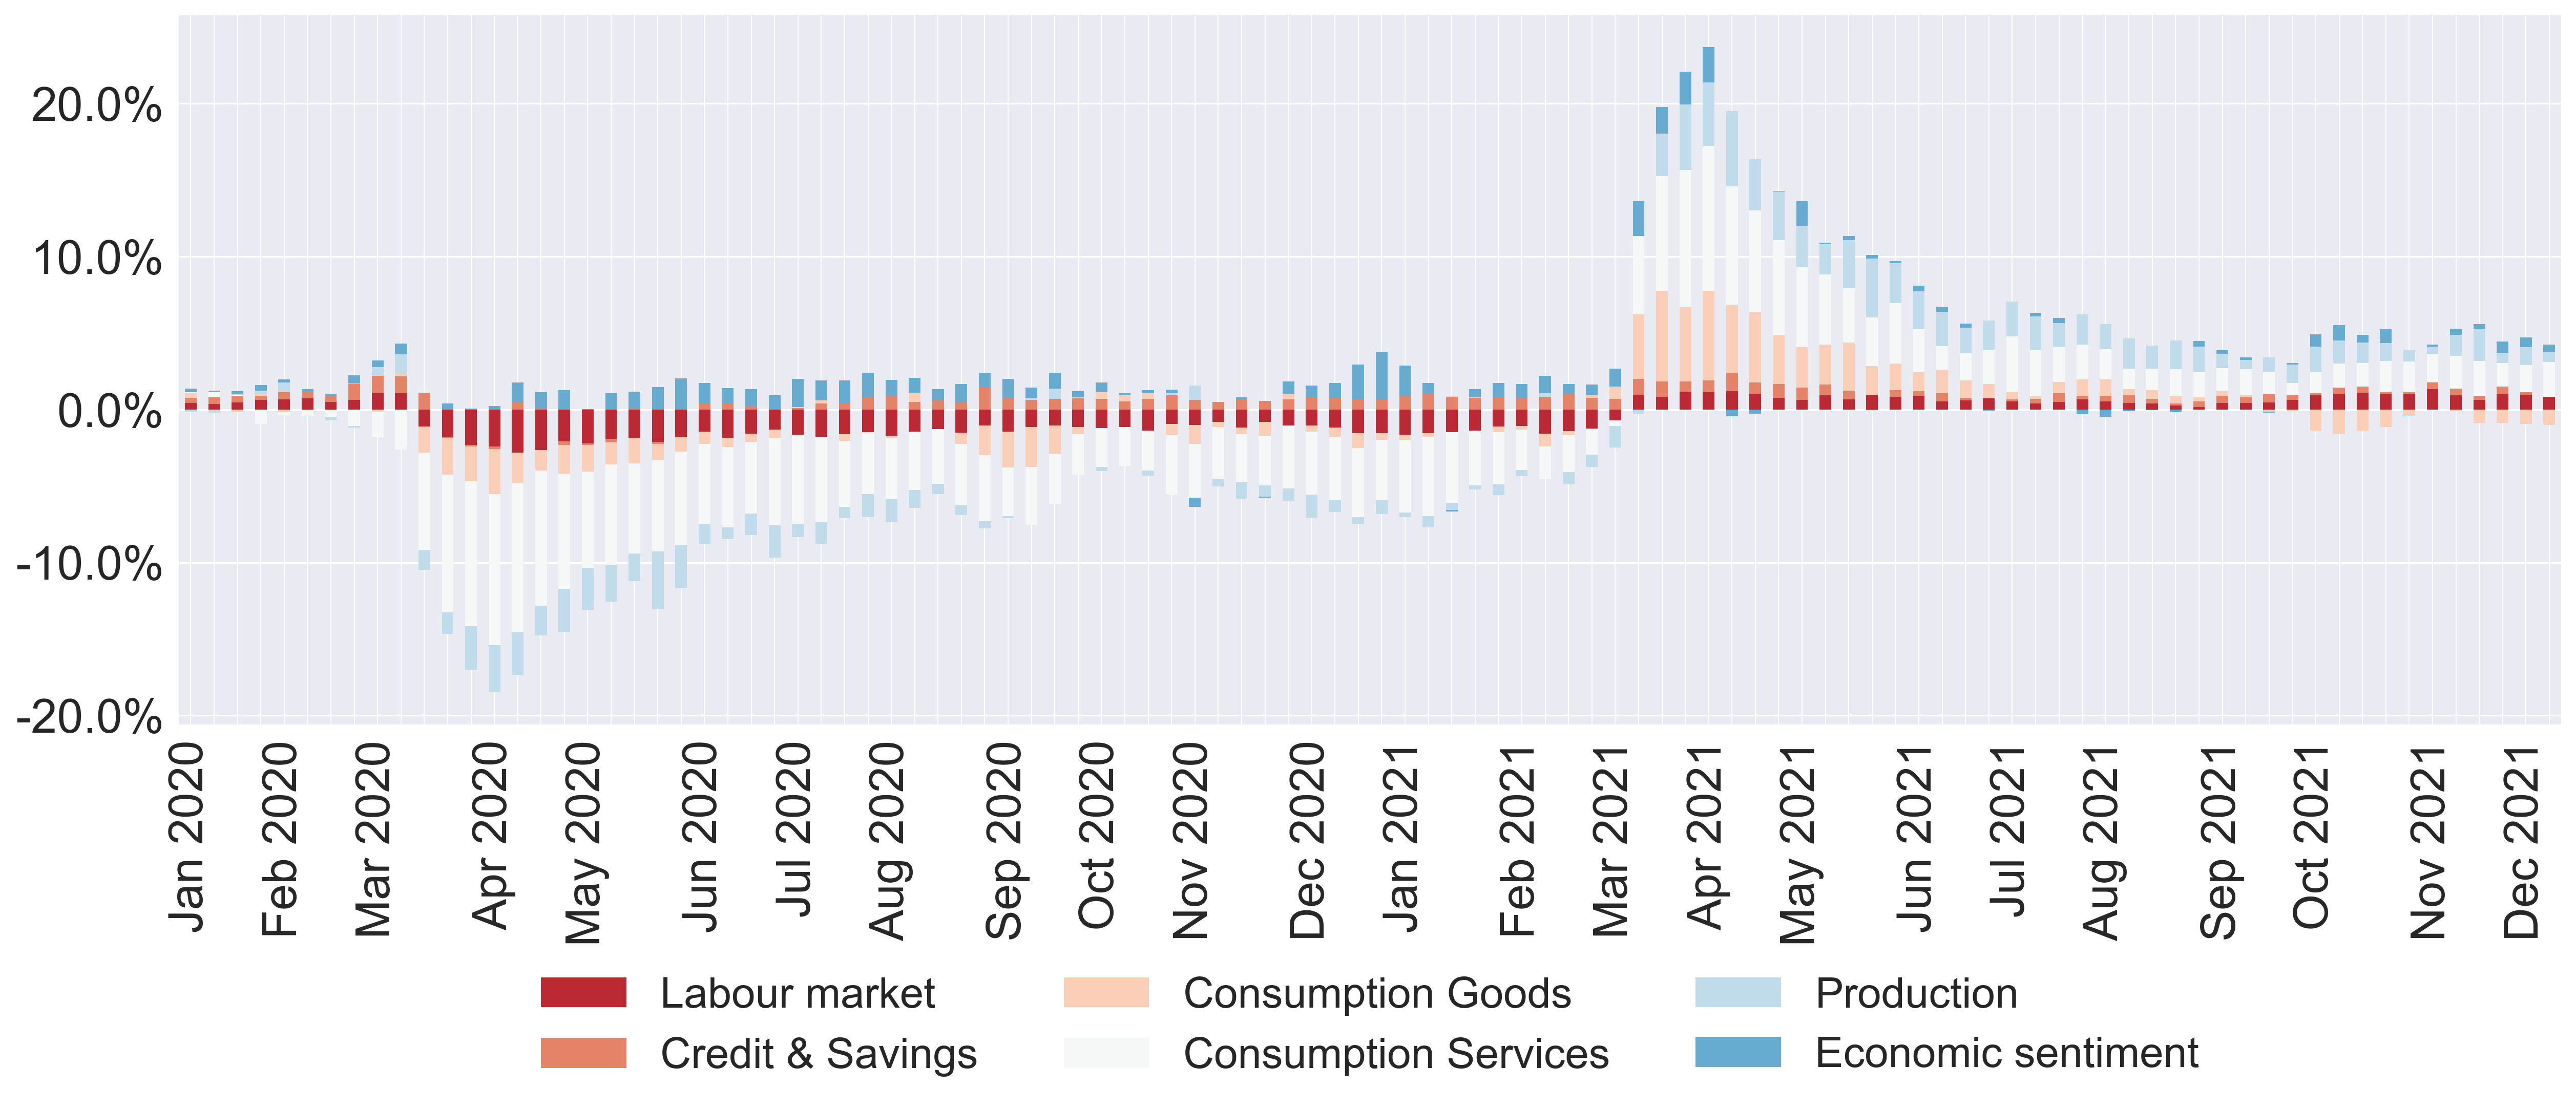 20.0%
10.0%
0.0%
-10.0%
-20.0%
Jan 2020
Feb 2020
Mar 2020
Apr 2020
May 2020
Jun 2020
Jul 2020
Aug 2020
Sep 2020
Oct 2020
Nov 2020
Dec 2020
Jan 2021
Feb 2021
Mar 2021
Apr 2021
May 2021
Jun 2021
Jul 2021
Aug 2021
Sep 2021
Oct 2021
Nov 2021
Dec 2021
Labour market
Consumption Goods
Production
Credit & Savings
Consumption Services
Economic sentiment